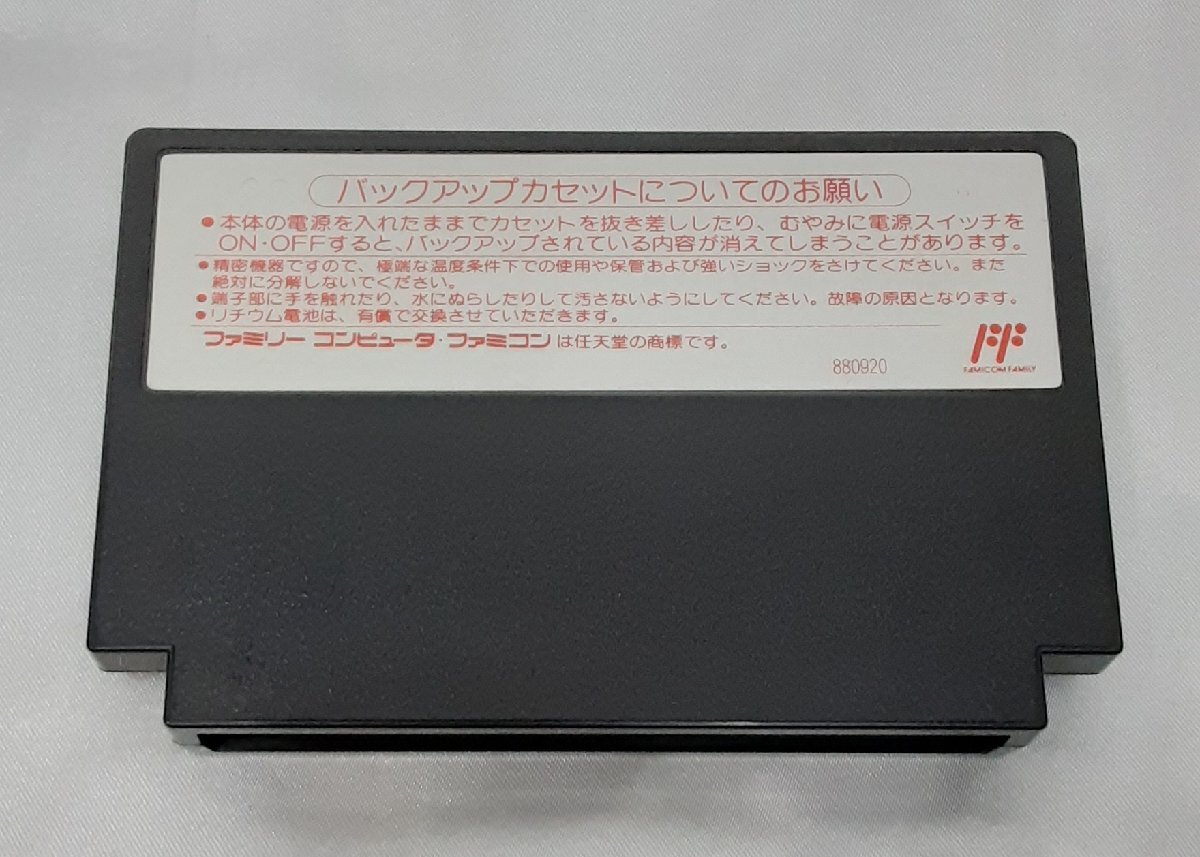 バックアップカセットについてのお願い
●本体の電源を入れたままでカセットを抜き差ししたり、むやみに電源スイッチを
ON・OFFすると、バックアップされている内容が消えてしまうことがあります。
●精密機器ですので、極端な温度条件下での使用や保管および強いショックをさけてください。また
絶対に分解しないでください。
●端子部に手を触れたり、水にぬらしたりして汚さないようにしてください。故障の原因となります。
●リチウム電池は、有償で交換させていただきます。
ファミリー コンピュータ・ファミコンは任天堂の商標です。
880920
FAMICOM FAMILY